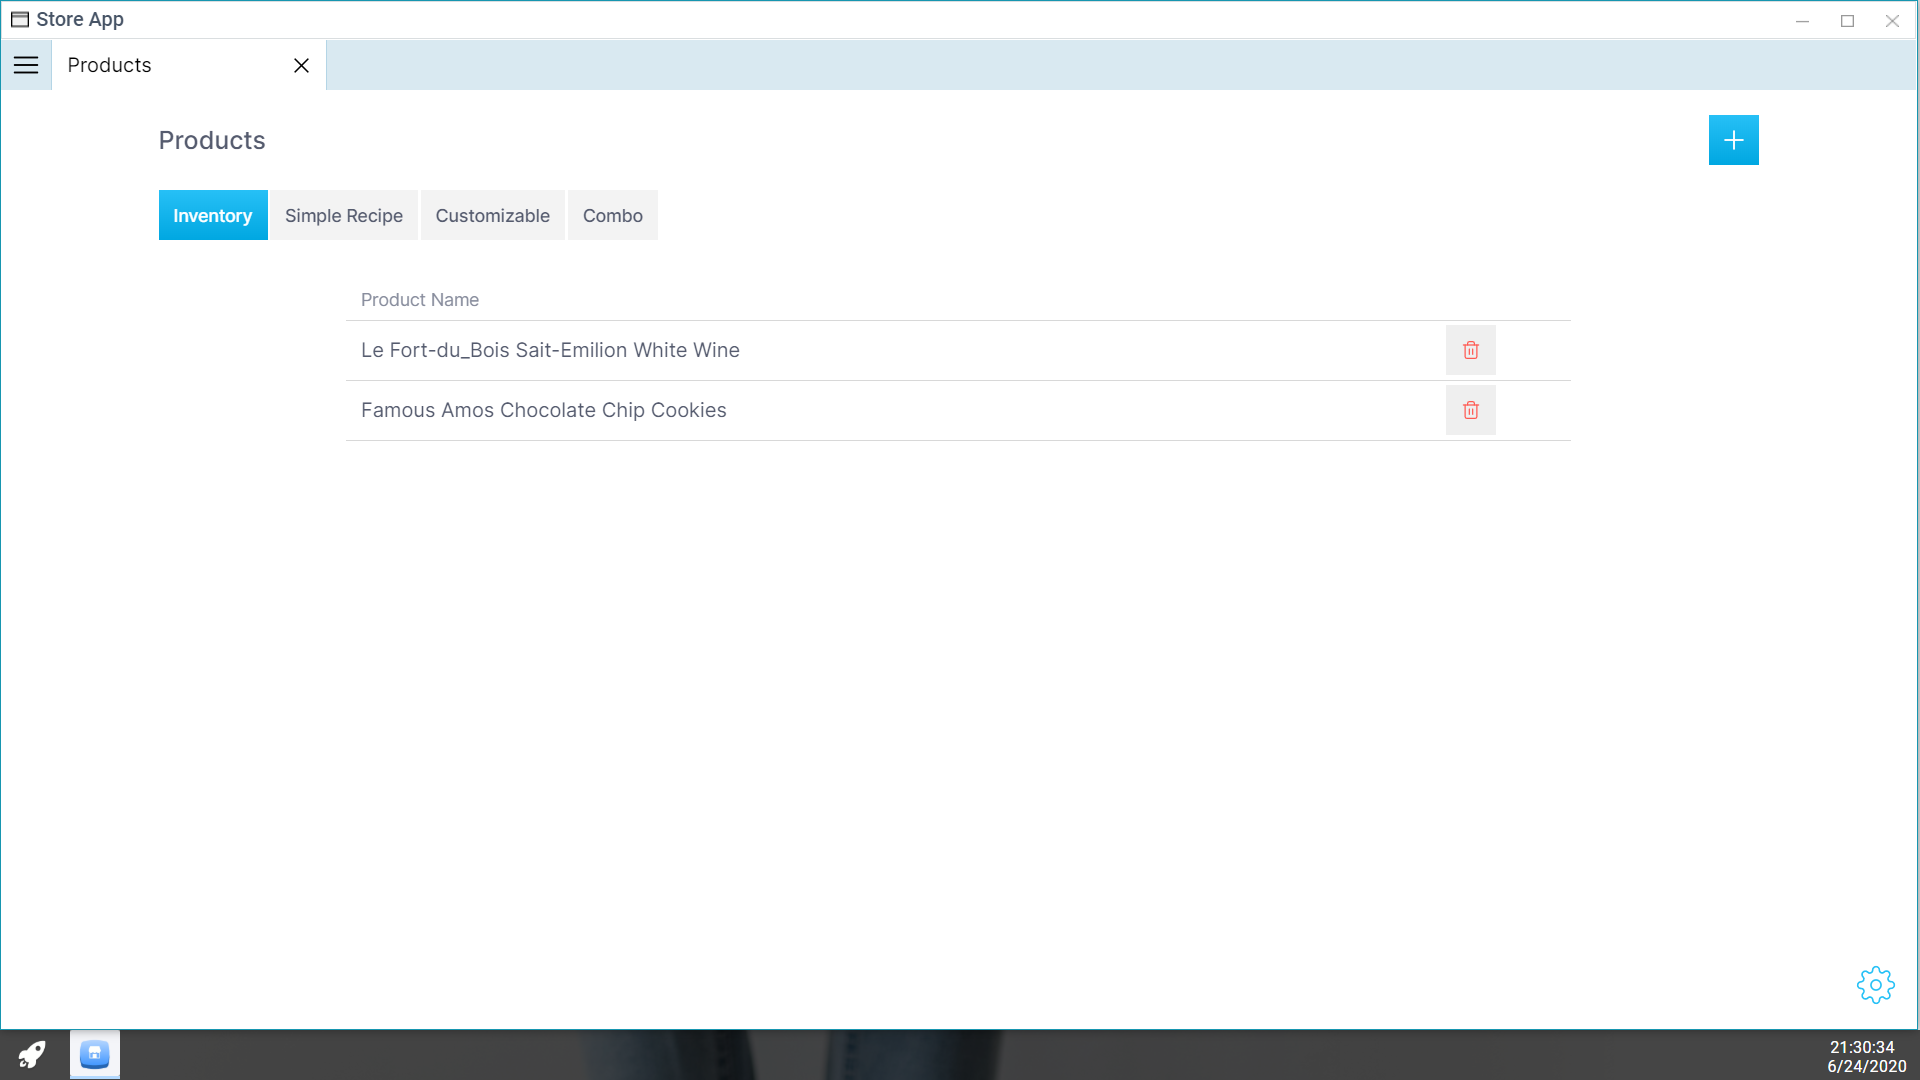 Store App
Products
Products
Inventory Simple Recipe Customizable Combo
Product Name
Le Fort-du_Bois Sait-Emilion White Wine
Famous Amos Chocolate Chip Cookies
21:30:34
6/24/2020